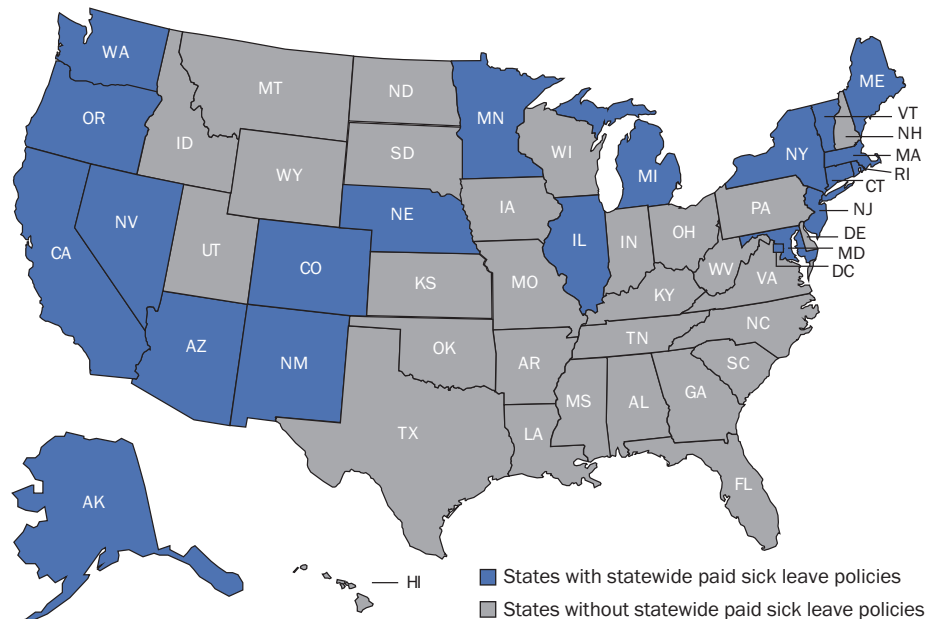 WA
MT
ND
MN
ME
VT
NH
MA
RI
CT
NJ
DE
MD
DC
OR
ID
SD
WI
NY
MI
WY
NE
IA
PA
NV
UT
CO
IL
IN
OH
CA
KS
MO
WV
VA
KY
AZ
NM
OK
AR
TN
NC
SC
MS
AL
GA
TX
LA
FL
AK
HI
States with statewide paid sick leave policies
States without statewide paid sick leave policies